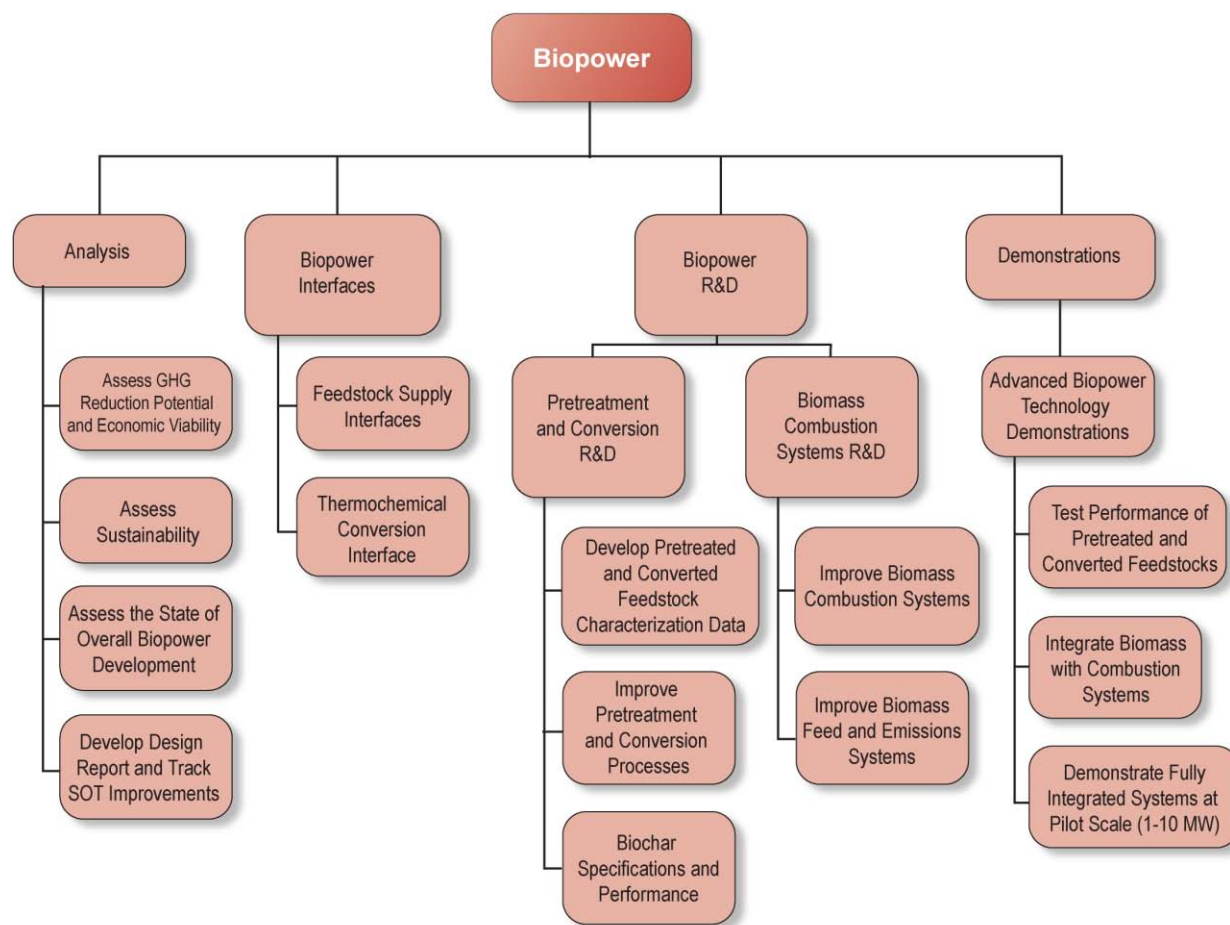 Biopower
Analysis
Assess GHG
Reduction Potential
and Economic Viability
Assess
Sustainability
Assess the State of
Overall Biopower
Development
Develop Design
Report and Track
SOT Improvements
Biopower
Interfaces
Feedstock Supply
Interfaces
Thermochemical
Conversion
Interface
Biopower
R&D
Pretreatment
and Conversion
R&D
Develop Pretreated
and Converted
Feedstock
Characterization Data
Improve
Pretreatment
and Conversion
Processes
Biochar
Specifications and
Performance
Biomass
Combustion
Systems R&D
Improve Biomass
Combustion Systems
Improve Biomass
Feed and Emissions
Systems
Demonstrations
Advanced Biopower
Technology
Demonstrations
Test Performance of
Pretreated and
Converted Feedstocks
Integrate Biomass
with Combustion
Systems
Demonstrate Fully
Integrated Systems at
Pilot Scale (1-10 MW)